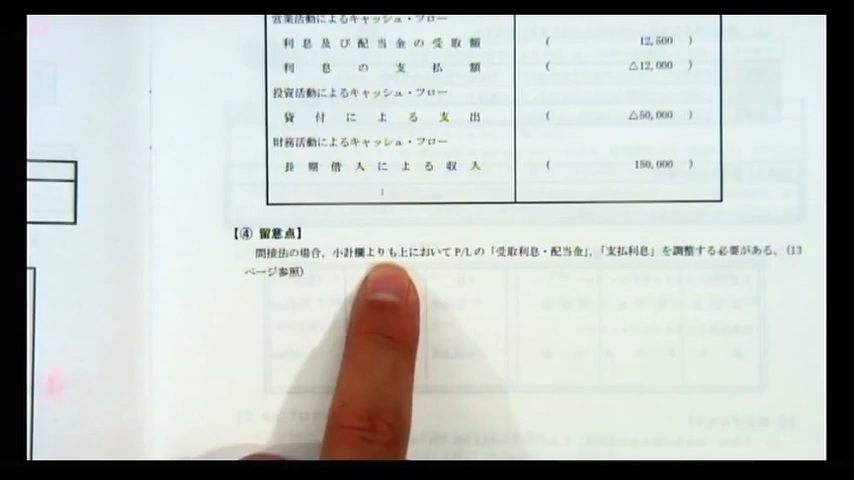 営業活動によるキャッシュ・フロー
利息及び配当金の受取額 ( 12,500 )
利息の支払額 ( △12,000 )
投資活動によるキャッシュ・フロー
貸付による支出 ( △50,000 )
財務活動によるキャッシュ・フロー
長期借入による収入 ( 150,000 )
【④ 留意点】
間接法の場合、小計欄よりも上においてP/Lの「受取利息・配当金」、「支払利息」を調整する必要がある。(13
ページ参照)